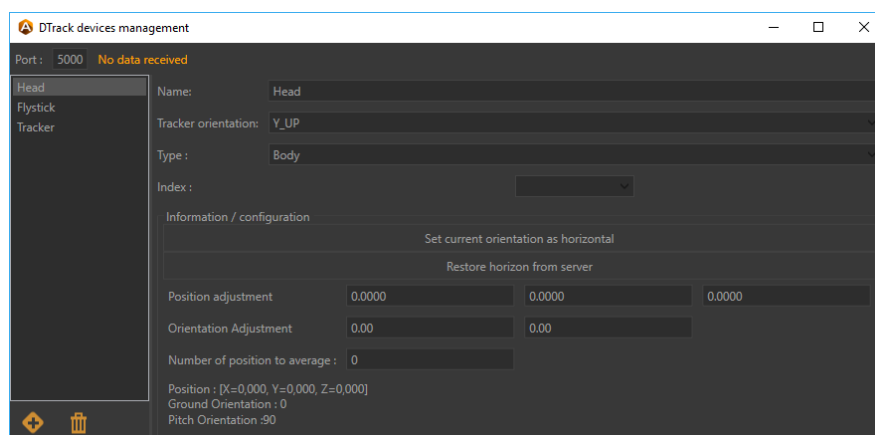 DTrack devices management
Port : 5000 No data received
Head
Flystick
Tracker
Name: Head
Tracker orientation: Y_UP
Type : Body
Index :
Information / configuration
Set current orientation as horizontal
Restore horizon from server
Position adjustment 0.0000 0.0000 0.0000
Orientation Adjustment 0.00 0.00
Number of position to average : 0
Position : [X=0,000, Y=0,000, Z=0,000]
Ground Orientation : 0
Pitch Orientation :90